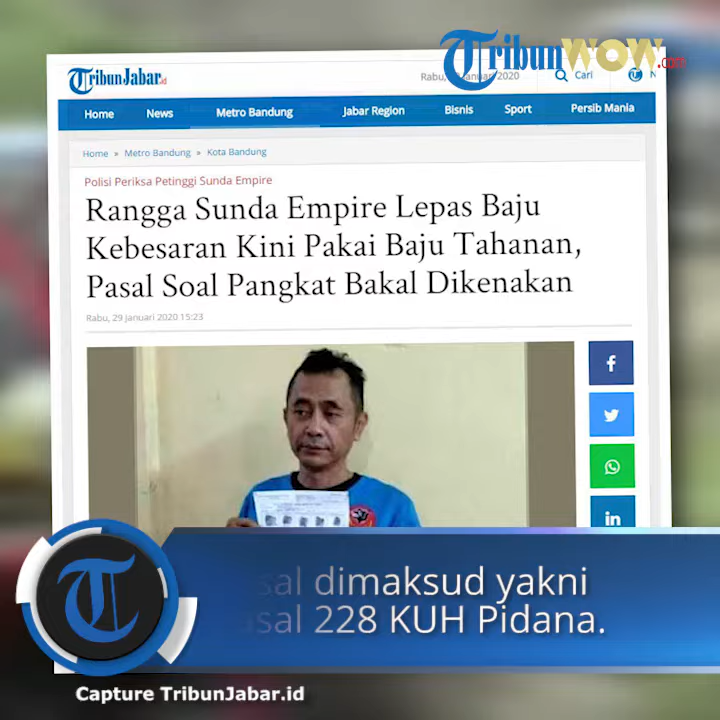 TribunWOW.com
TribunJabar.id
Rabu, 2020
Cari
Home News Metro Bandung Jabar Region Bisnis Sport Persib Mania
Home » Metro Bandung » Kota Bandung
Polisi Periksa Petinggi Sunda Empire
Rangga Sunda Empire Lepas Baju
Kebesaran Kini Pakai Baju Tahanan,
Pasal Soal Pangkat Bakal Dikenakan
Rabu, 29 Januari 2020 15:23
sal dimaksud yakni
asal 228 KUH Pidana.
Capture TribunJabar.id